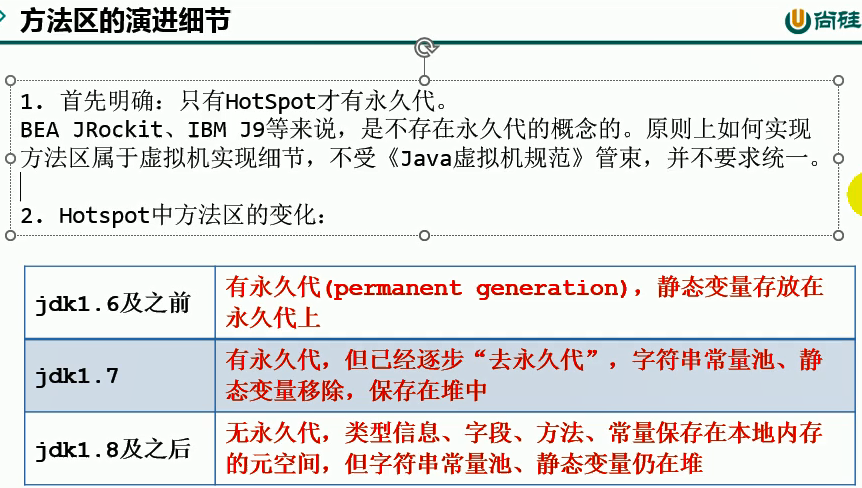 方法区的演进细节
尚硅
1. 首先明确：只有HotSpot才有永久代。
BEA JRockit、IBM J9等来说，是不存在永久代的概念的。原则上如何实现
方法区属于虚拟机实现细节，不受《Java虚拟机规范》管束，并不要求统一。
2. Hotspot中方法区的变化：
jdk1.6及之前
有永久代(permanent generation)，静态变量存放在
永久代上
jdk1.7
有永久代，但已经逐步“去永久代”，字符串常量池、静
态变量移除，保存在堆中
jdk1.8及之后
无永久代，类型信息、字段、方法、常量保存在本地内存
的元空间，但字符串常量池、静态变量仍在堆